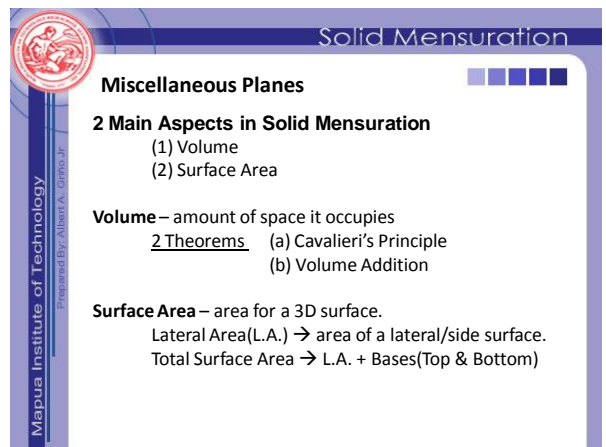 Solid Mensuration
Miscellaneous Planes
2 Main Aspects in Solid Mensuration
(1) Volume
(2) Surface Area
Volume – amount of space it occupies
2 Theorems (a) Cavalieri's Principle
(b) Volume Addition
Surface Area – area for a 3D surface.
Lateral Area(L.A.) → area of a lateral/side surface.
Total Surface Area → L.A. + Bases(Top & Bottom)
Mapua Institute of Technology
Prepared By: Albert A. Griño Jr